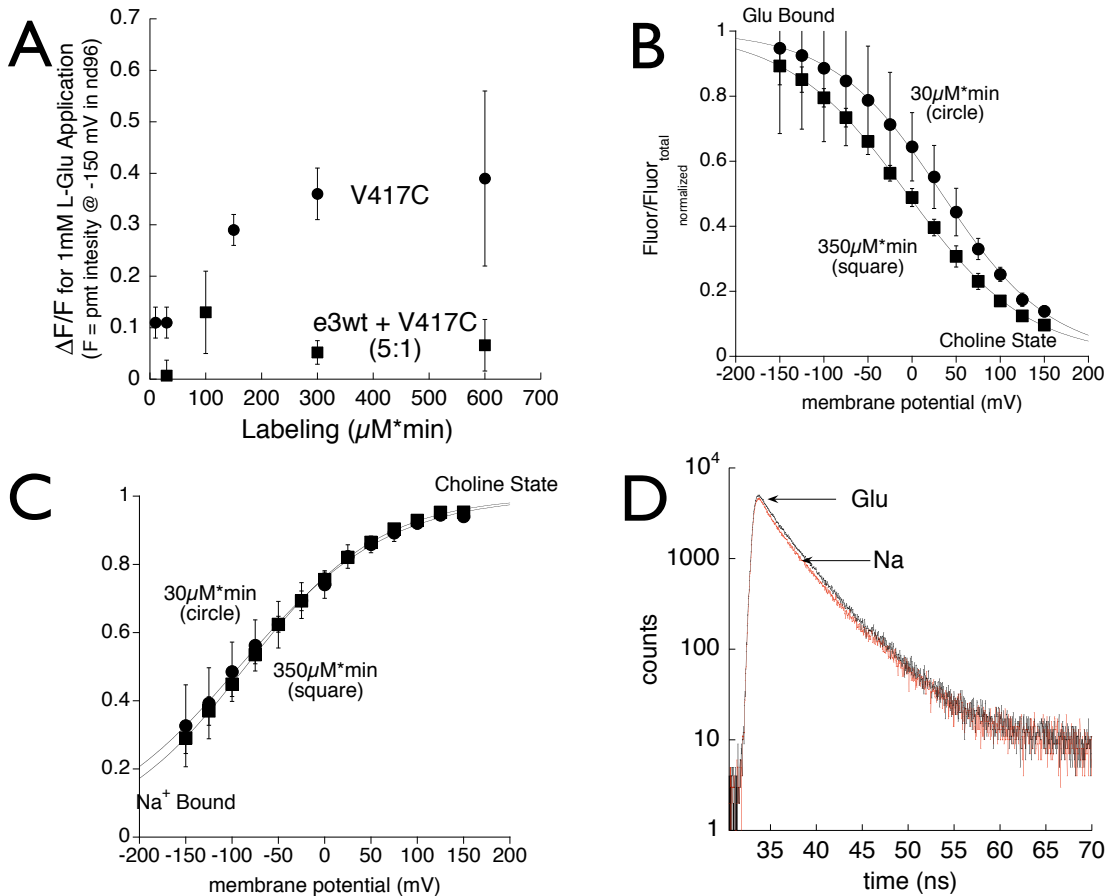 A
ΔF/F for 1mM L-Glu Application
(F = pmt intesity @ -150 mV in nd96)
0.7
0.6
0.5
0.4
0.3
0.2
0.1
0
V417C
e3wt + V417C
(5:1)
0 100 200 300 400 500 600 700
Labeling (µM*min)
B
Glu Bound
Fluor/Fluor total
normalized
1
0.8
0.6
0.4
0.2
0
30µM*min
(circle)
350µM*min
(square)
Choline State
-200 -150 -100 -50 0 50 100 150 200
membrane potential (mV)
C
Choline State
1
0.8
0.6
0.4
0.2
0
30µM*min
(circle)
350µM*min
(square)
Na+ Bound
-200 -150 -100 -50 0 50 100 150 200
membrane potential (mV)
D
10^4
1000
100
10
1
counts
Glu
Na
35 40 45 50 55 60 65 70
time (ns)